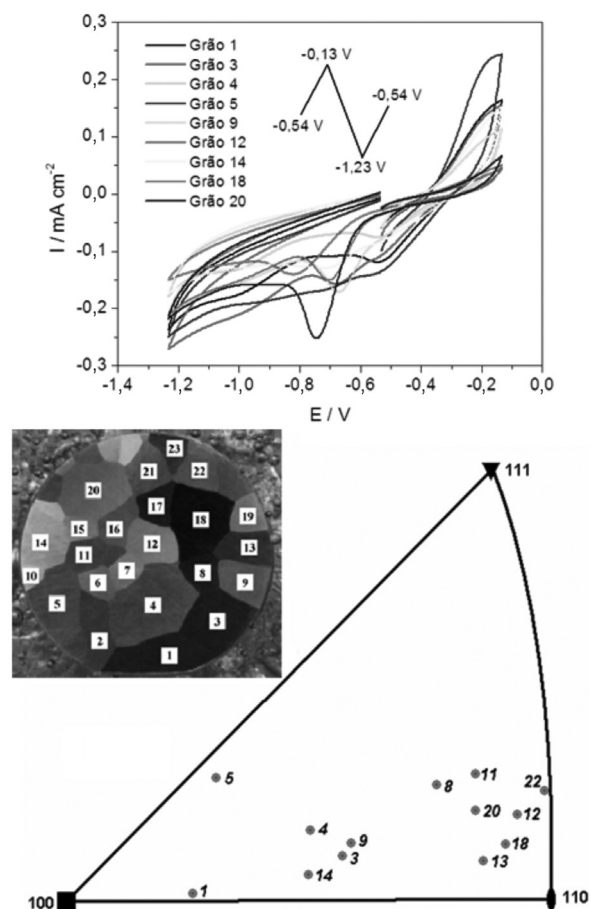 I / mA cm-2
0,3
0,2
0,1
0,0
-0,1
-0,2
-0,3
Grão 1
Grão 3
Grão 4
Grão 5
Grão 9
Grão 12
Grão 14
Grão 18
Grão 20
-0,13 V
-0,54 V
-0,54 V
-1,23 V
-1,4 -1,2 -1,0 -0,8 -0,6 -0,4 -0,2 0,0
E / V
23
21 22
20
17
18 19
15 16
14 12 13
11
10 7 8
6 9
5 4
3
2
1
111
5
8 11
22
4 20 12
9
3 18
14 13
1
100 110